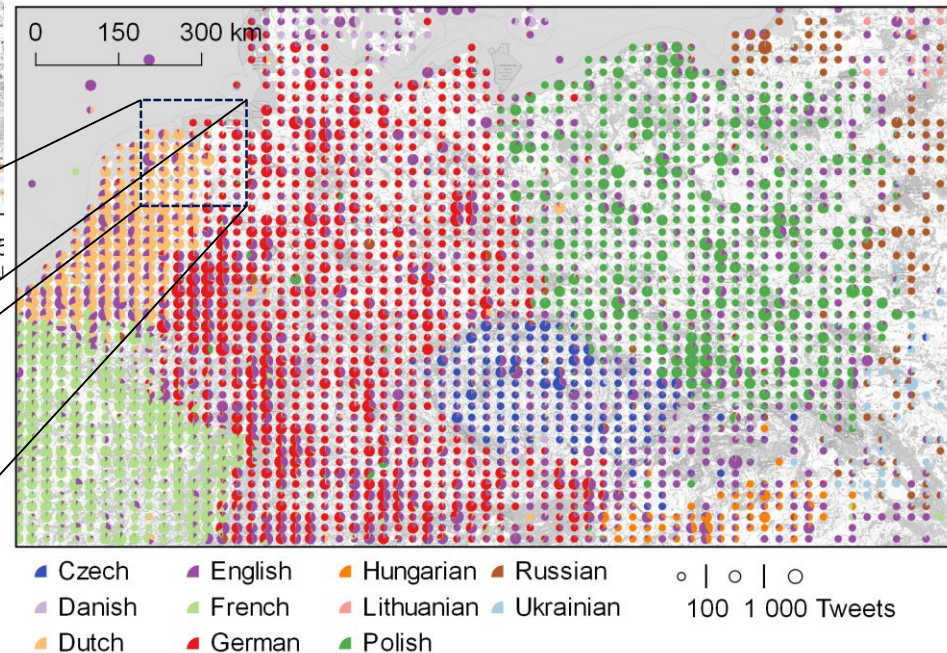 0 150 300 km
Czech English Hungarian Russian
Danish French Lithuanian Ukrainian
Dutch German Polish
100 1 000 Tweets